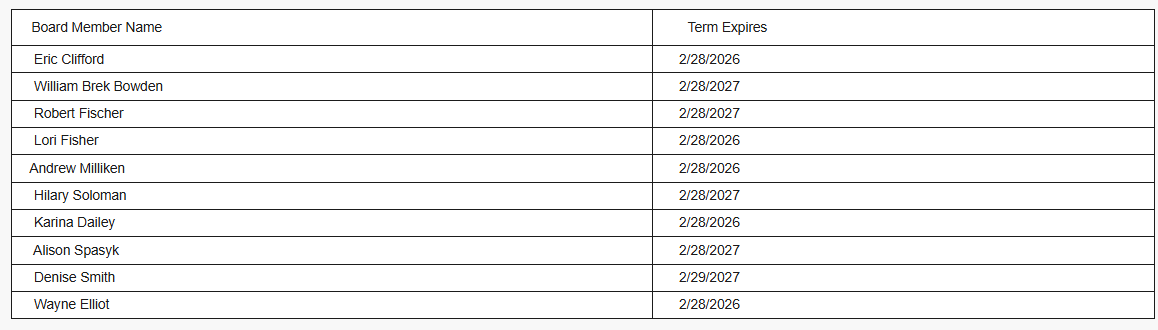 Board Member Name Term Expires
Eric Clifford 2/28/2026
William Brek Bowden 2/28/2027
Robert Fischer 2/28/2027
Lori Fisher 2/28/2026
Andrew Milliken 2/28/2026
Hilary Soloman 2/28/2027
Karina Dailey 2/28/2026
Alison Spasyk 2/28/2027
Denise Smith 2/29/2027
Wayne Elliot 2/28/2026